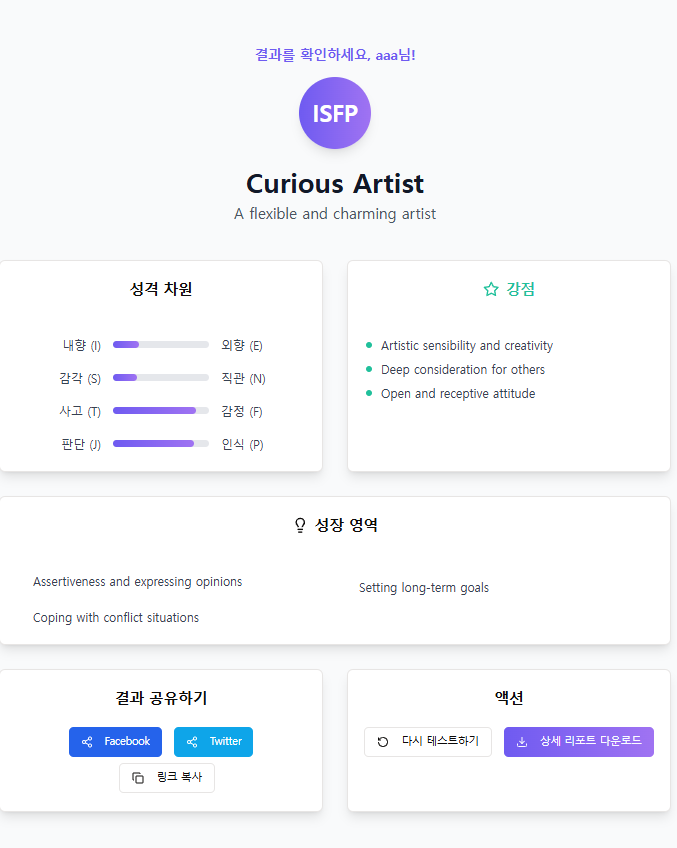 결과를 확인하세요, aaa님!
ISFP
Curious Artist
A flexible and charming artist
성격 차원
내향 (I) 외향 (E)
감각 (S) 직관 (N)
사고 (T) 감정 (F)
판단 (J) 인식 (P)
강점
Artistic sensibility and creativity
Deep consideration for others
Open and receptive attitude
성장 영역
Assertiveness and expressing opinions
Setting long-term goals
Coping with conflict situations
결과 공유하기
Facebook Twitter
링크 복사
액션
다시 테스트하기 상세 리포트 다운로드